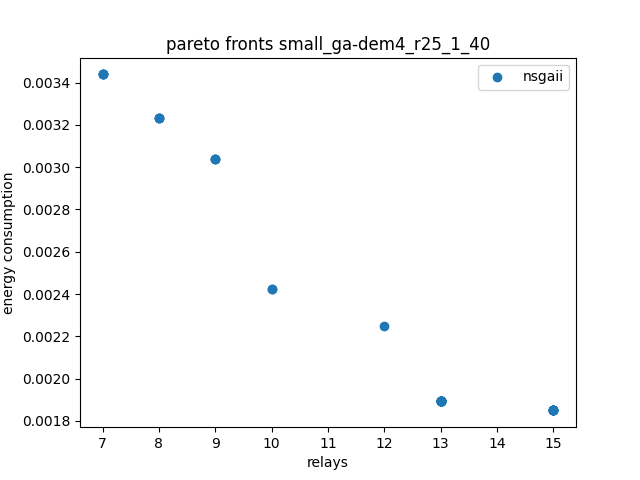 pareto fronts small_ga-dem4_r25_1_40
nsgaii
0.0034
0.0032
0.0030
0.0028
0.0026
0.0024
0.0022
0.0020
0.0018
energy consumption
7 8 9 10 11 12 13 14 15
relays